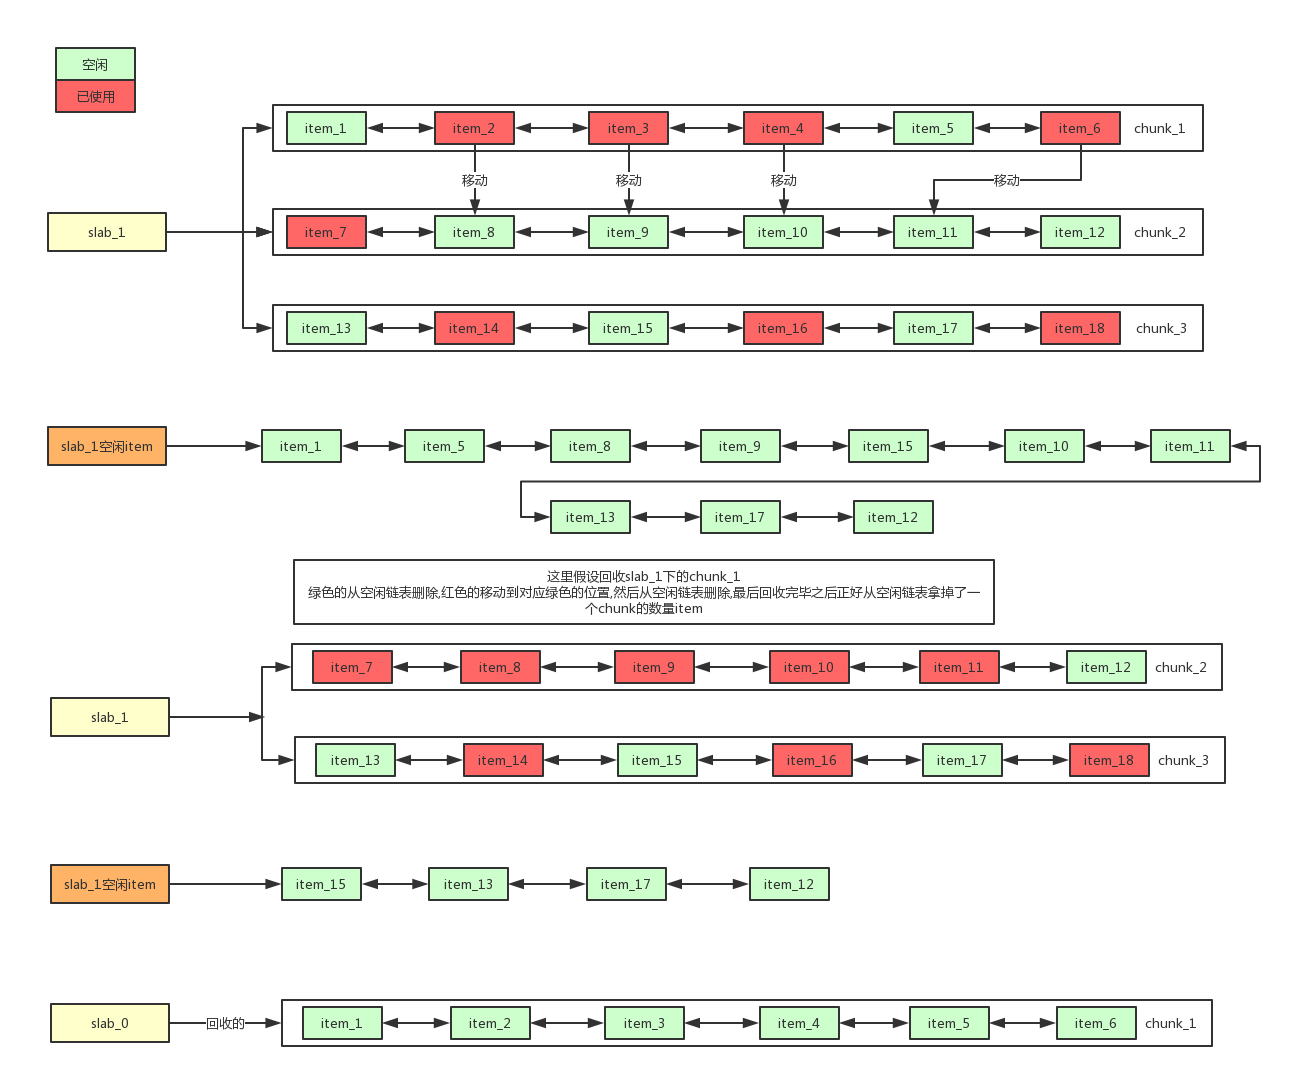 空闲
已使用
item_1 item_2 item_3 item_4 item_5 item_6 chunk_1
移动 移动 移动 移动
slab_1 item_7 item_8 item_9 item_10 item_11 item_12 chunk_2
item_13 item_14 item_15 item_16 item_17 item_18 chunk_3
slab_1空闲item item_1 item_5 item_8 item_9 item_15 item_10 item_11
item_13 item_17 item_12
这里假设回收slab_1下的chunk_1
绿色的从空闲链表删除,红色的移动到对应绿色的位置,然后从空闲链表删除,最后回收完毕之后正好从空闲链表拿掉了一
个chunk的数量item
item_7 item_8 item_9 item_10 item_11 item_12 chunk_2
slab_1
item_13 item_14 item_15 item_16 item_17 item_18 chunk_3
slab_1空闲item item_15 item_13 item_17 item_12
slab_0 回收的 item_1 item_2 item_3 item_4 item_5 item_6 chunk_1